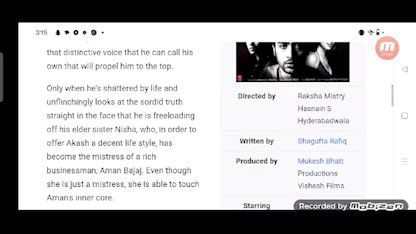 3:15
that distinctive voice that he can call his
own that will propel him to the top.
Only when he's shattered by life and
unflinchingly looks at the sordid truth
straight in the face that he is freeloading
off his elder sister Nisha, who, in order to
offer Akash a decent life style, has
become the mistress of a rich
businessman, Aman Bajaj. Even though
she is just a mistress, she is able to touch
Aman's inner core.
Directed by Raksha Mistry
Hasnain S
Hyderabadwala
Written by Shagufta Rafiq
Produced by Mukesh Bhatt
Productions
Vishesh Films
Starring
Recorded by Mobizen